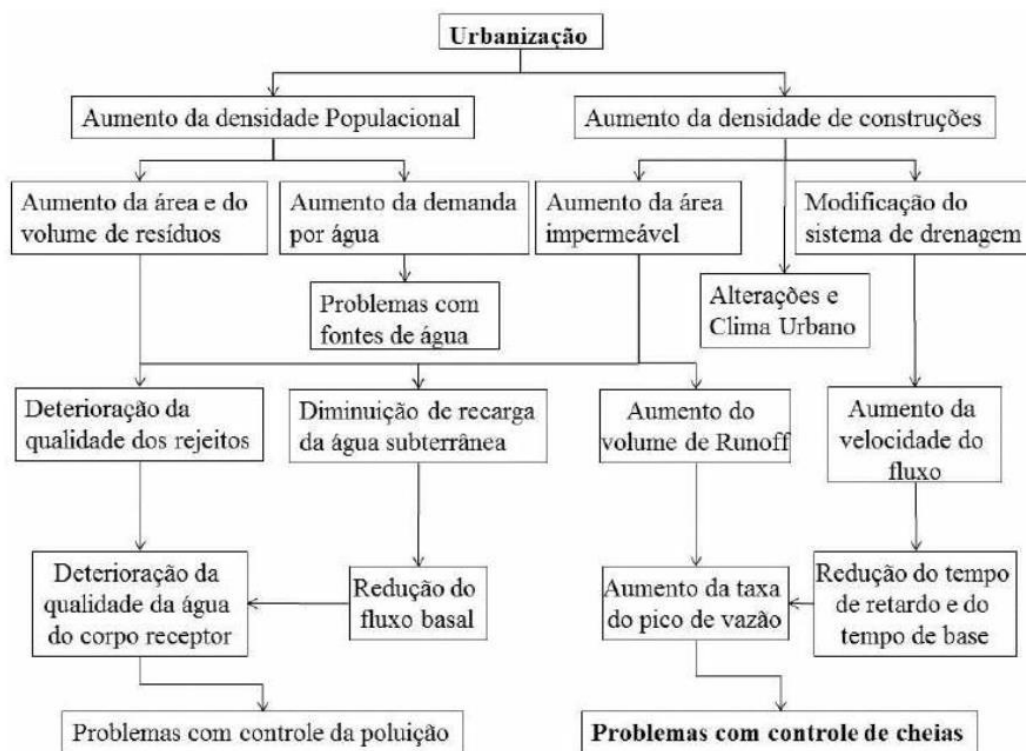 Urbanização
Aumento da densidade Populacional
Aumento da densidade de construções
Aumento da área e do
volume de resíduos
Aumento da demanda
por água
Aumento da área
impermeável
Modificação do
sistema de drenagem
Problemas com
fontes de água
Alterações e
Clima Urbano
Deterioração da
qualidade dos rejeitos
Diminuição de recarga
da água subterrânea
Aumento do
volume de Runoff
Aumento da
velocidade do
fluxo
Deterioração da
qualidade da água
do corpo receptor
Redução do
fluxo basal
Aumento da taxa
do pico de vazão
Redução do tempo
de retardo e do
tempo de base
Problemas com controle da poluição
Problemas com controle de cheias